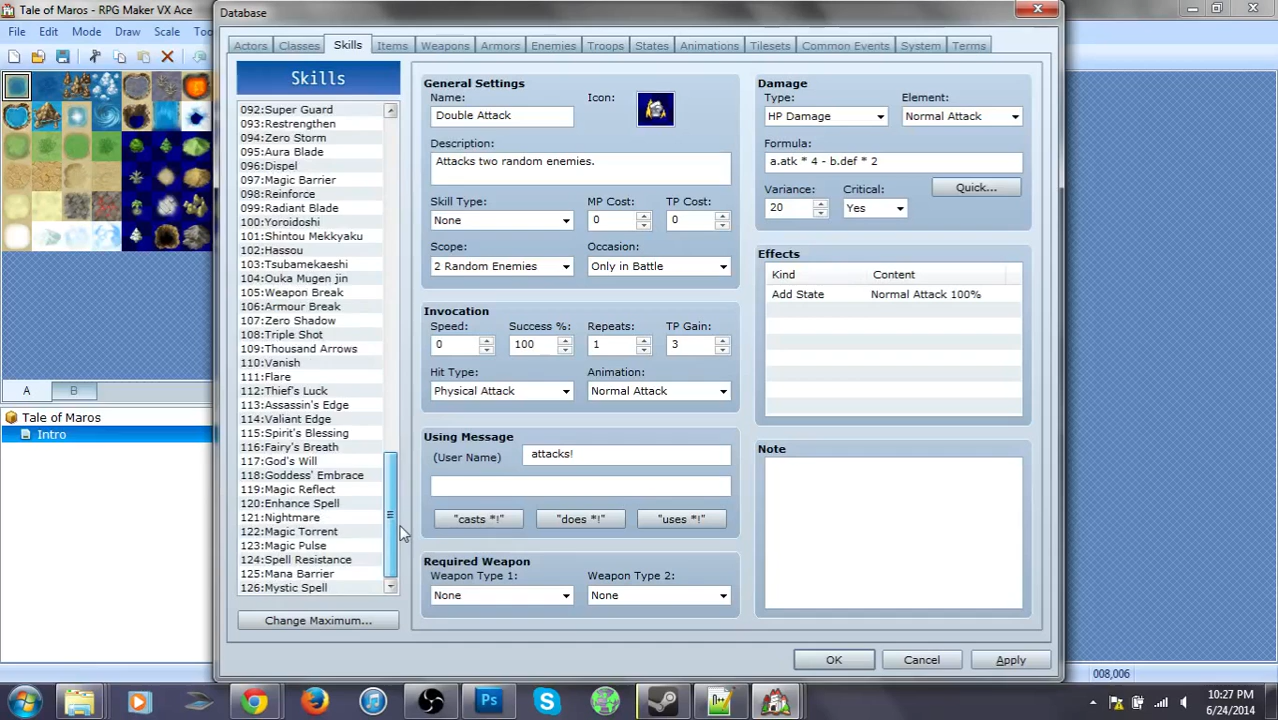 Tale of Maros - RPG Maker VX Ace
File Edit Mode Draw Scale Too
A B
Tale of Maros
Intro
Database
Actors Classes Skills Items Weapons Armors Enemies Troops States Animations Tilesets Common Events System Terms
Skills
092:Super Guard
093:Restrengthen
094:Zero Storm
095:Aura Blade
096:Dispel
097:Magic Barrier
098:Reinforce
099:Radiant Blade
100:Yoroidoshi
101:Shintou Mekkyaku
102:Hassou
103:Tsubamekaeshi
104:Ouka Mugen jin
105:Weapon Break
106:Armour Break
107:Zero Shadow
108:Triple Shot
109:Thousand Arrows
110:Vanish
111:Flare
112:Thief's Luck
113:Assassin's Edge
114:Valiant Edge
115:Spirit's Blessing
116:Fairy's Breath
117:God's Will
118:Goddess' Embrace
119:Magic Reflect
120:Enhance Spell
121:Nightmare
122:Magic Torrent
123:Magic Pulse
124:Spell Resistance
125:Mana Barrier
126:Mystic Spell
Change Maximum...
General Settings
Name: Icon:
Double Attack
Description:
Attacks two random enemies.
Skill Type: MP Cost: TP Cost:
None 0 0
Scope: Occasion:
2 Random Enemies Only in Battle
Invocation
Speed: Success %: Repeats: TP Gain:
0 100 1 3
Hit Type: Animation:
Physical Attack Normal Attack
Using Message
(User Name) attacks!
"casts *!" "does *!" "uses *!"
Required Weapon
Weapon Type 1: Weapon Type 2:
None None
Damage
Type: Element:
HP Damage Normal Attack
Formula:
a.atk * 4 - b.def * 2
Variance: Critical:
20 Yes Quick...
Effects
Kind Content
Add State Normal Attack 100%
Note
OK Cancel Apply
008,006
10:27 PM
6/24/2014